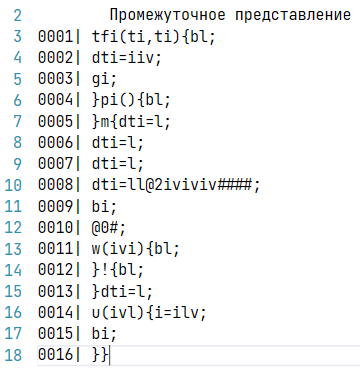 2 Промежуточное представление
3 0001| tfi(ti,ti){bl;
4 0002| dti=iiv;
5 0003| gi;
6 0004| }pi(){bl;
7 0005| }m{dti=l;
8 0006| dti=l;
9 0007| dti=l;
10 0008| dti=ll@2iviviv####;
11 0009| bi;
12 0010| @0#;
13 0011| w(ivi){bl;
14 0012| }!{bl;
15 0013| }dti=l;
16 0014| u(ivl){i=ilv;
17 0015| bi;
18 0016| }}